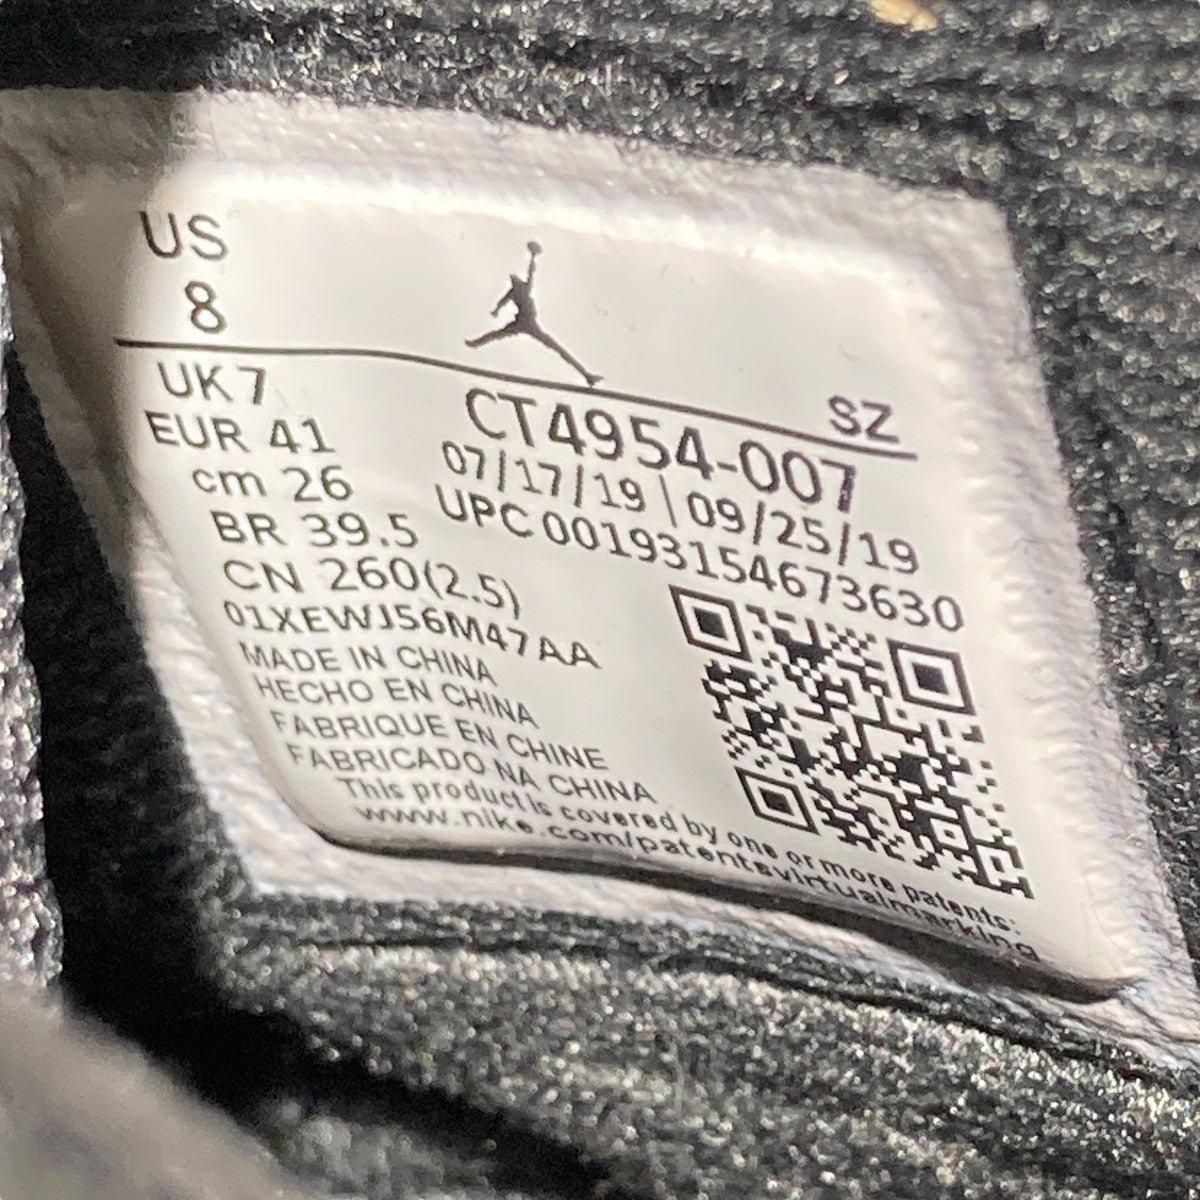 US
8
SZ
UK 7
EUR 41
cm 26
BR 39.5
CN 260(2.5)
CT4954-007
07/17/19 | 09/25/19
UPC 00193154673630
01XEWJ56M47AA
MADE IN CHINA
HECHO EN CHINA
FABRIQUE EN CHINE
FABRICADO NA CHINA
This product is covered by one or more patents:
www.nike.com/patentsvirtualmarking